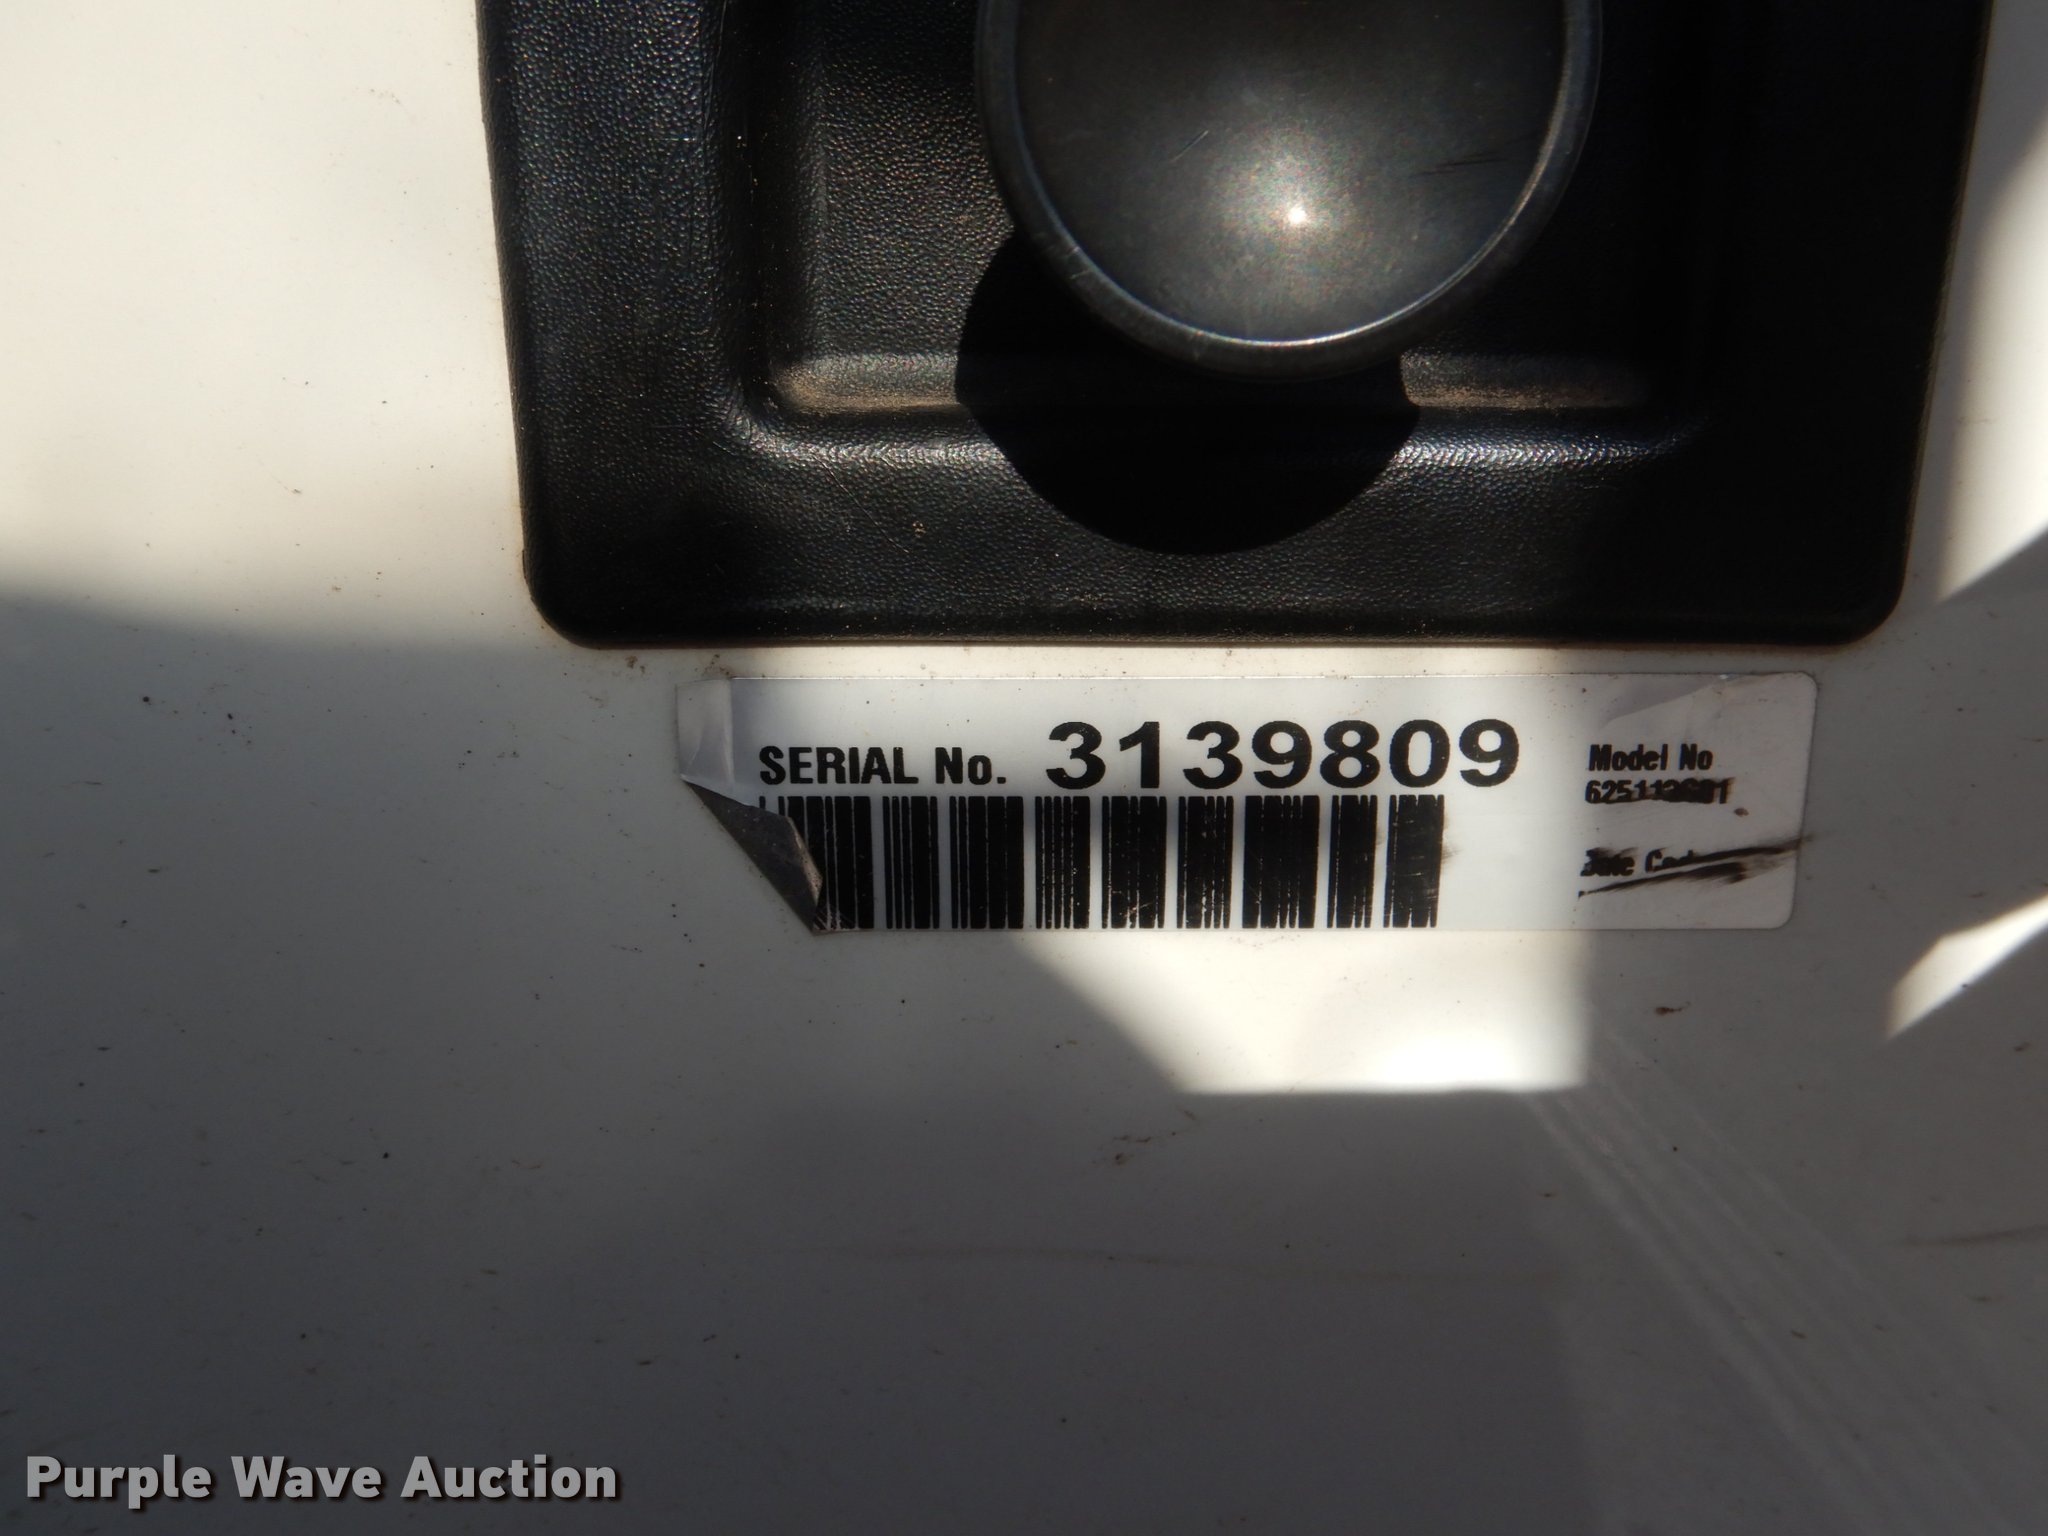 SERIAL No. 3139809
Model No
Purple Wave Auction